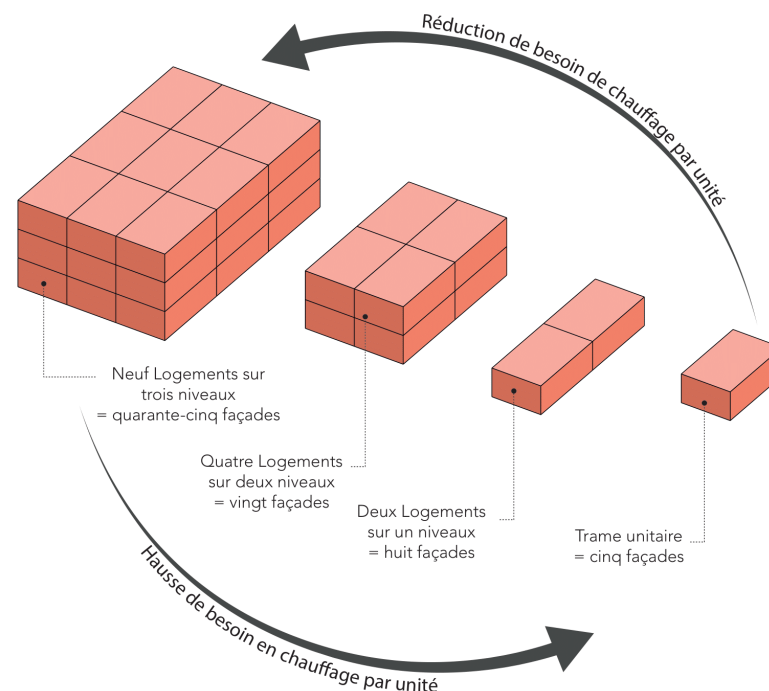 Réduction de besoin de chauffage par unité
Neuf Logements sur
trois niveaux
= quarante-cinq façades
Quatre Logements
sur deux niveaux
= vingt façades
Deux Logements
sur un niveaux
= huit façades
Trame unitaire
= cinq façades
Hausse de besoin en chauffage par unité